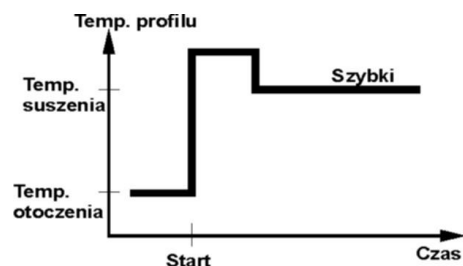 Temp. profilu
Szybki
Temp.
suszenia
Temp.
otoczenia
Start
Czas